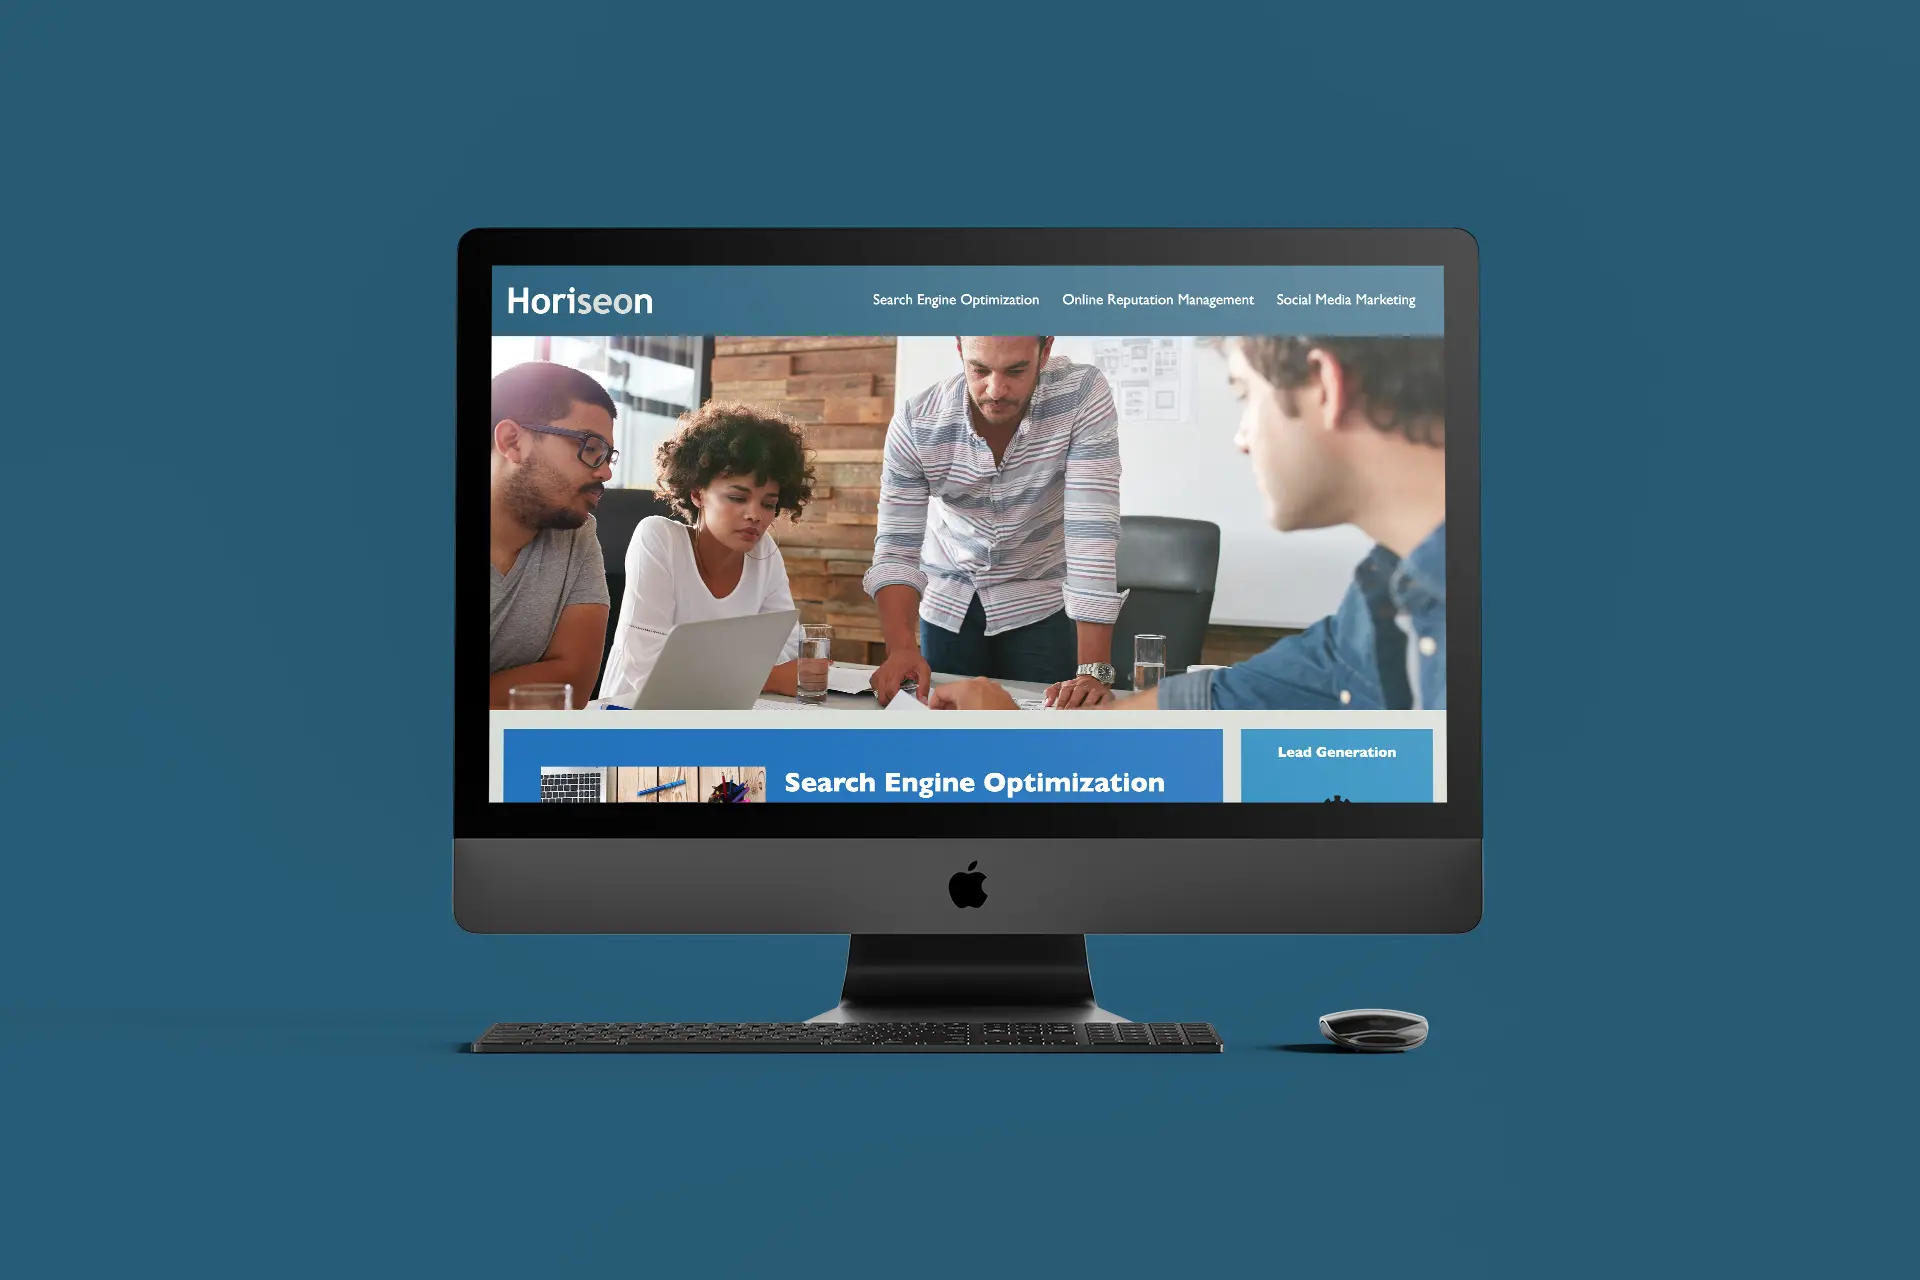 Horiseon
Search Engine Optimization
Online Reputation Management
Social Media Marketing
Search Engine Optimization
Lead Generation